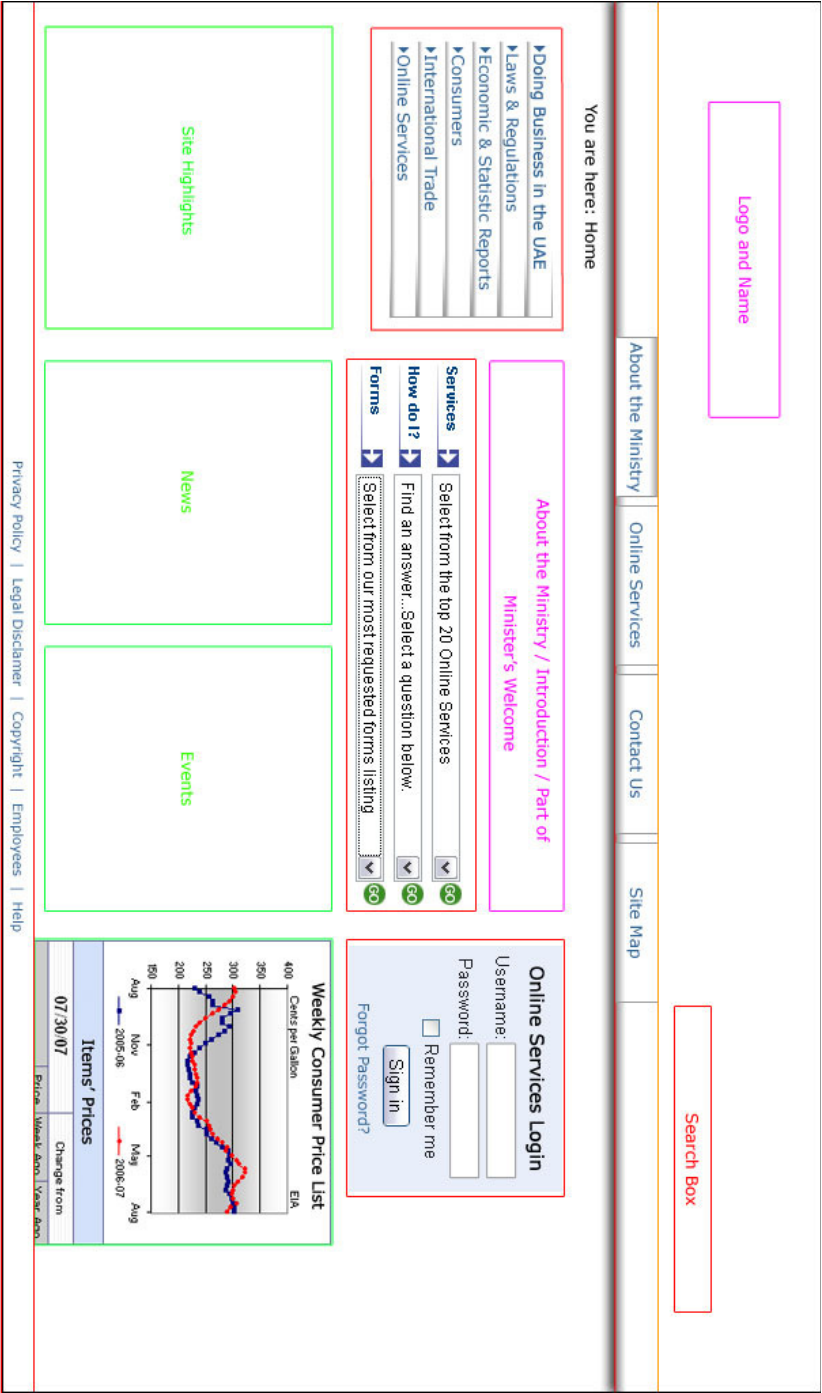 Logo and Name
Search Box
About the Ministry
Online Services
Contact Us
Site Map
You are here: Home
Doing Business in the UAE
Laws & Regulations
Economic & Statistic Reports
Consumers
International Trade
Online Services
About the Ministry / Introduction / Part of
Minister's Welcome
Services
Select from the top 20 Online Services
GO
How do I?
Find an answer...Select a question below.
GO
Forms
Select from our most requested forms listing
GO
Online Services Login
Username:
Password:
Remember me
Sign in
Forgot Password?
Site Highlights
News
Events
Weekly Consumer Price List
Cents per Gallon EIA
400
350
300
250
200
150
Aug Nov Feb May Aug
2005-06 2006-07
Items' Prices
07/30/07 Change from
Price Week Ago Year Ago
Privacy Policy | Legal Disclamer | Copyright | Employees | Help